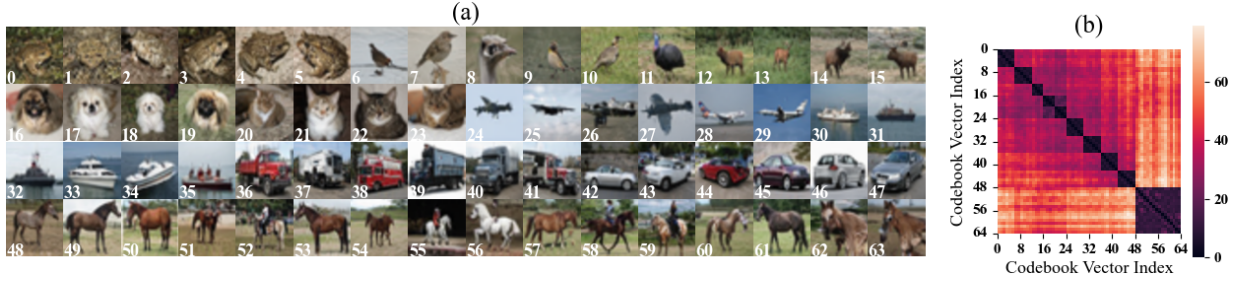 (a)
0 1 2 3 4 5 6 7 8 9 10 11 12 13 14 15
16 17 18 19 20 21 22 23 24 25 26 27 28 29 30 31
32 33 34 35 36 37 38 39 40 41 42 43 44 45 46 47
48 49 50 51 52 53 54 55 56 57 58 59 60 61 62 63
(b)
Codebook Vector Index
0
8
16
24
32
40
48
56
64
0 8 16 24 32 40 48 56 64
Codebook Vector Index
60
40
20
0